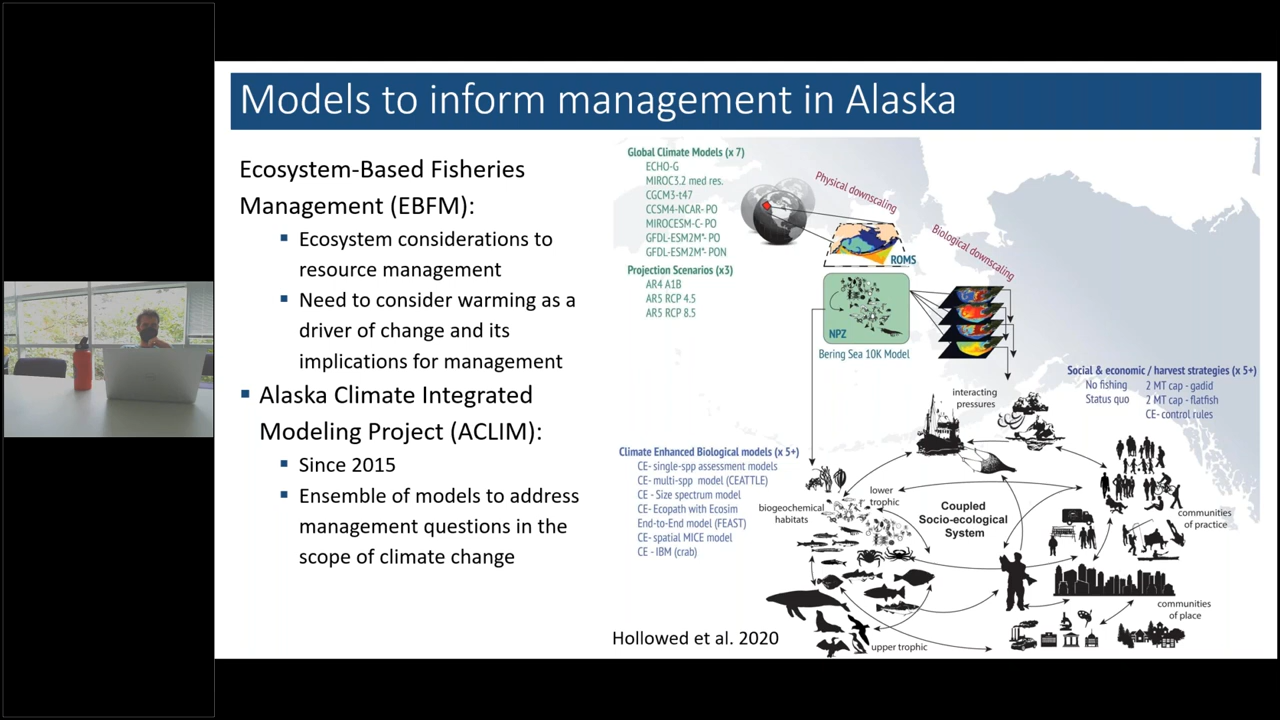 Models to inform management in Alaska
Ecosystem-Based Fisheries
Management (EBFM):
Ecosystem considerations to
resource management
Need to consider warming as a
driver of change and its
implications for management
Alaska Climate Integrated
Modeling Project (ACLIM):
Since 2015
Ensemble of models to address
management questions in the
scope of climate change
Global Climate Models (x 7)
ECHO-G
MIROC3.2 med res.
CGCM3-t47
CCSM4-NCAR- PO
MIROCESM-C- PO
GFDL-ESM2M*- PO
GFDL-ESM2M*- PON
Projection Scenarios (x3)
AR4 A1B
AR5 RCP 4.5
AR5 RCP 8.5
Physical downscaling
ROMS
Biological downscaling
NPZ
Bering Sea 10K Model
Social & economic / harvest strategies (x 5+)
No fishing
Status quo
2 MT cap - gadid
2 MT cap - flatfish
CE- control rules
interacting
pressures
Climate Enhanced Biological models (x 5+)
CE- single-spp assessment models
CE- multi-spp model (CEATTLE)
CE - Size spectrum model
CE- Ecopath with Ecosim
End-to-End model (FEAST)
CE- spatial MICE model
CE - IBM (crab)
biogeochemical
habitats
lower
trophic
Coupled
Socio-ecological
System
communities
of practice
communities
of place
upper trophic
Hollowed et al. 2020